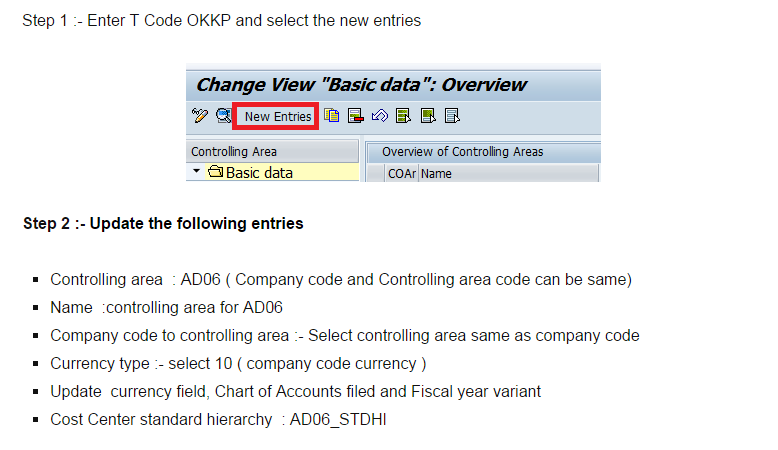 Step 1 :- Enter T Code OKKP and select the new entries
Change View "Basic data": Overview
New Entries
Controlling Area
Overview of Controlling Areas
Basic data
COAr Name
Step 2 :- Update the following entries
Controlling area : AD06 ( Company code and Controlling area code can be same)
Name :controlling area for AD06
Company code to controlling area :- Select controlling area same as company code
Currency type :- select 10 ( company code currency )
Update currency field, Chart of Accounts filed and Fiscal year variant
Cost Center standard hierarchy : AD06_STDHI